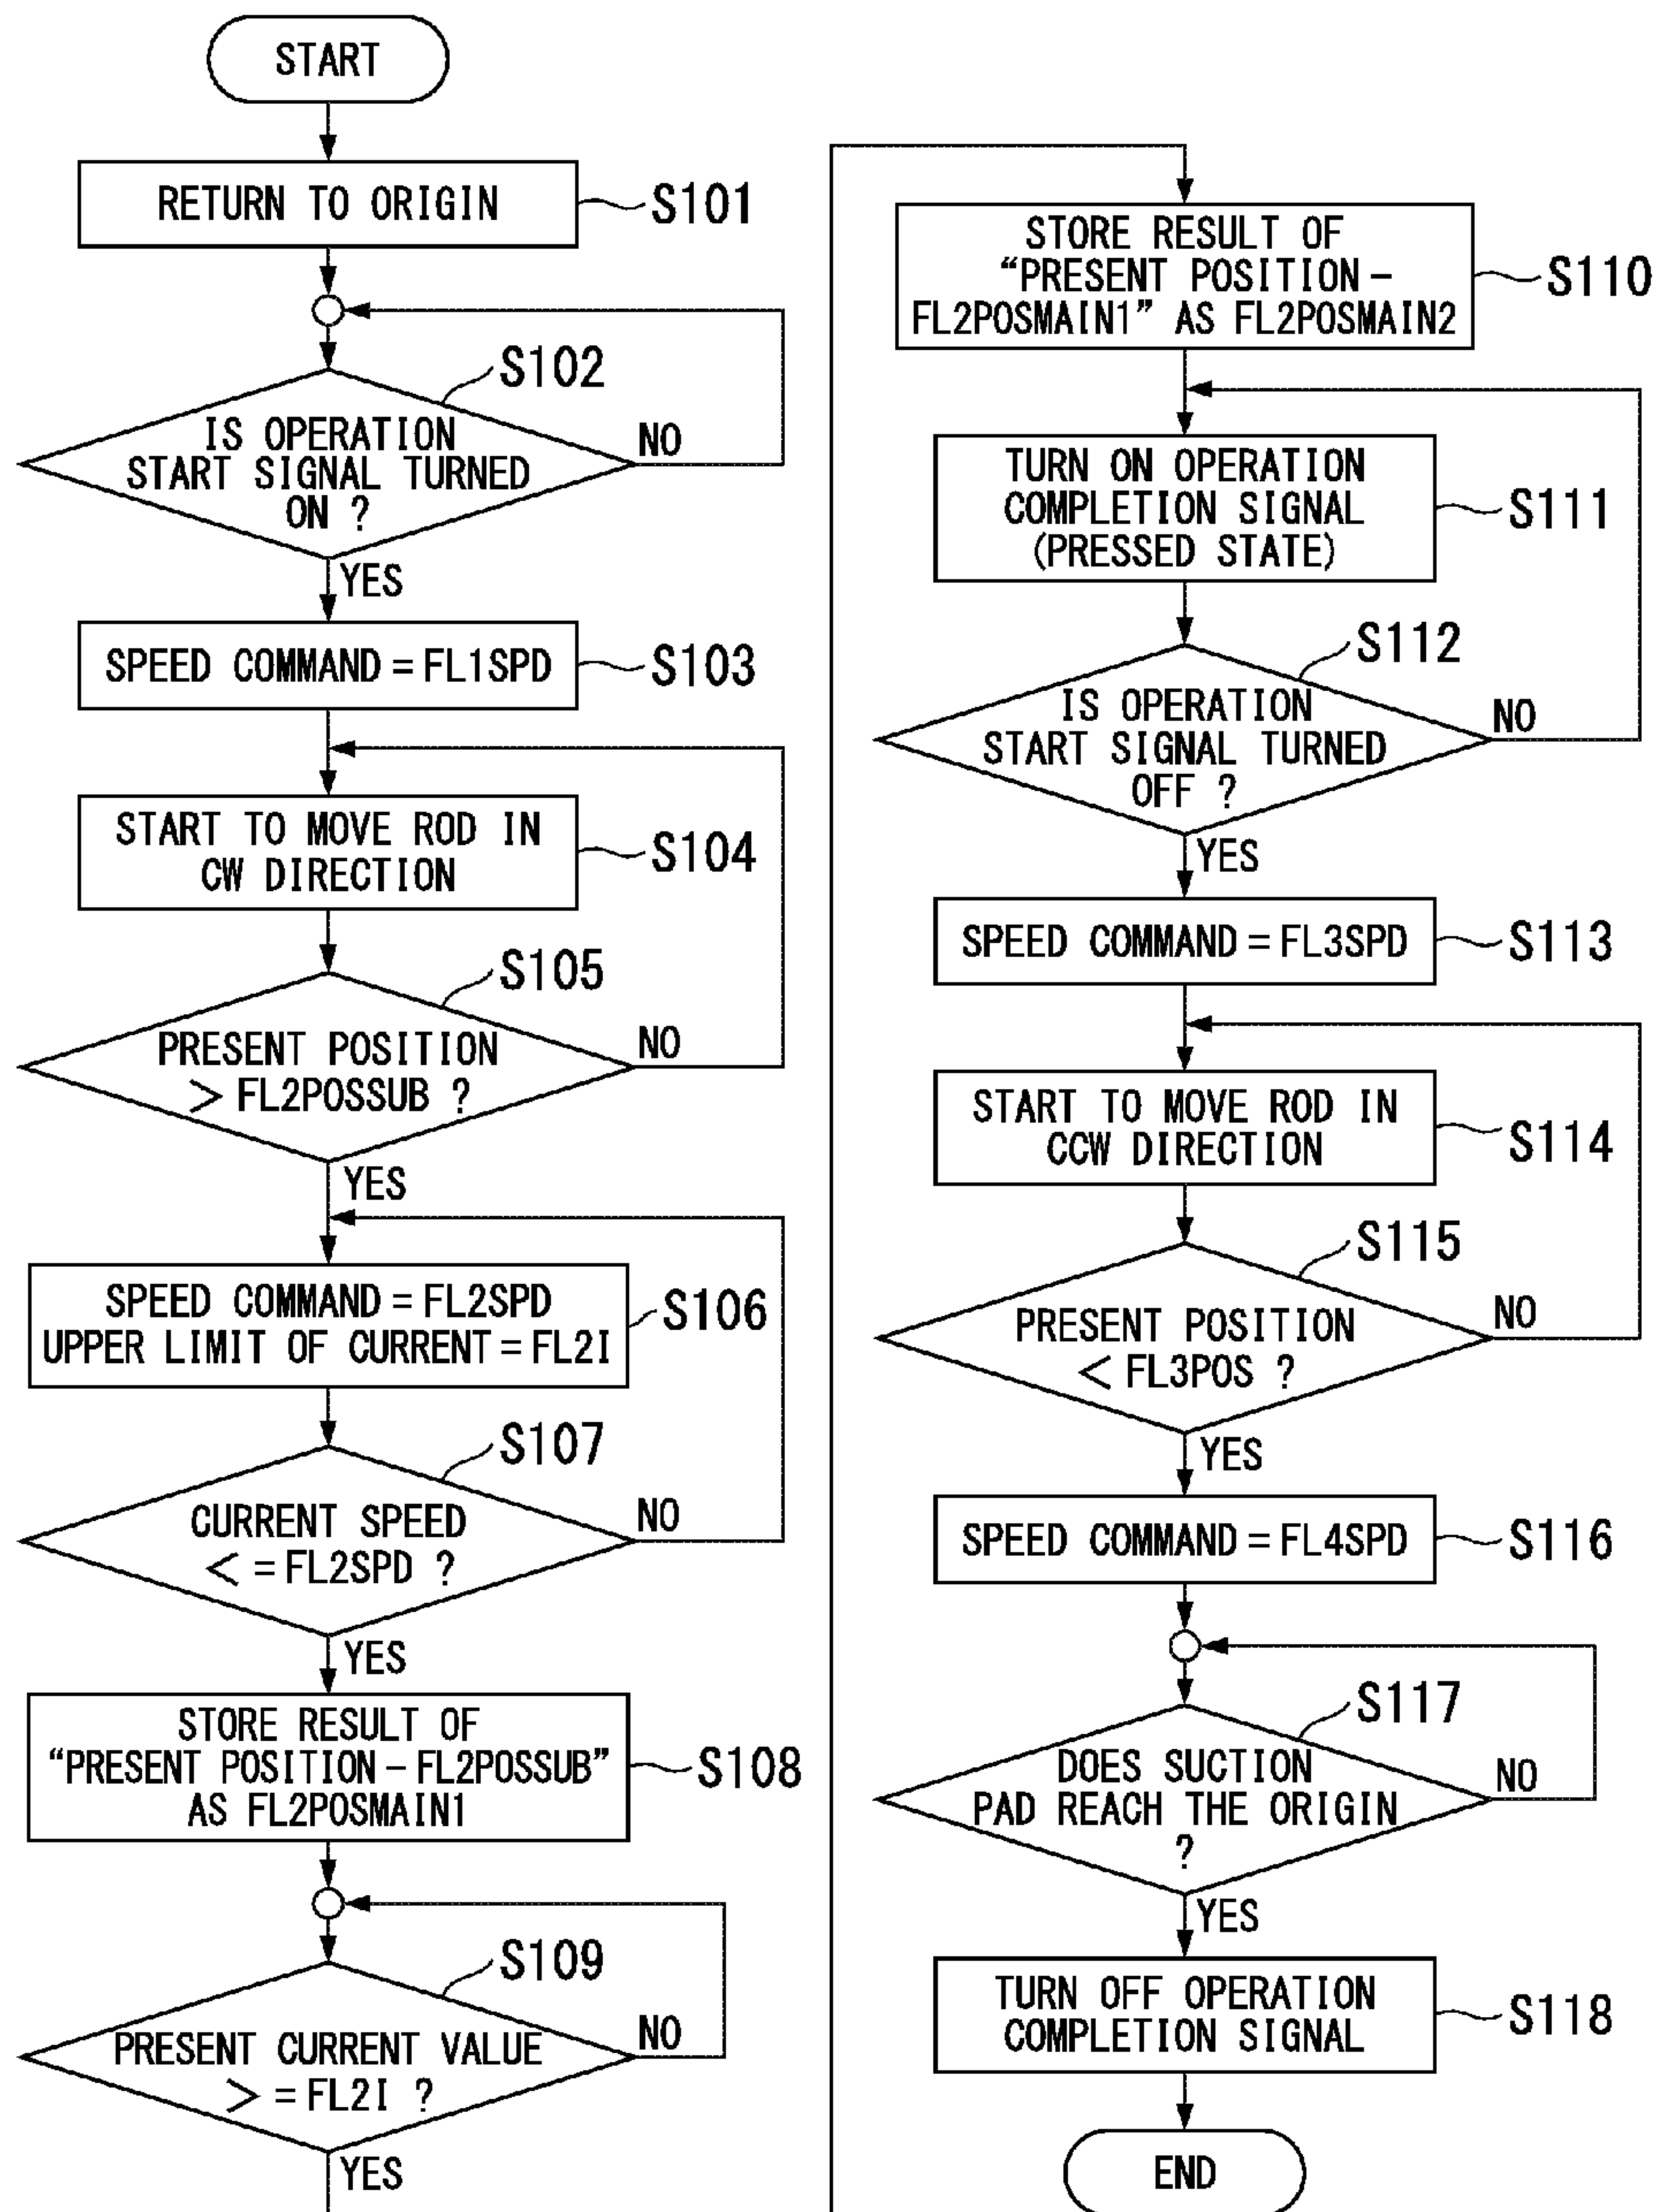 START
RETURN TO ORIGIN
S101
S102
IS OPERATION
START SIGNAL TURNED
ON ?
NO
YES
SPEED COMMAND = FL1SPD
S103
START TO MOVE ROD IN
CW DIRECTION
S104
S105
PRESENT POSITION
> FL2POSSUB ?
NO
YES
SPEED COMMAND = FL2SPD
UPPER LIMIT OF CURRENT = FL2I
S106
S107
CURRENT SPEED
< = FL2SPD ?
NO
YES
STORE RESULT OF
“PRESENT POSITION – FL2POSSUB”
AS FL2POSMAIN1
S108
S109
PRESENT CURRENT VALUE
> = FL2I ?
NO
YES
STORE RESULT OF
“PRESENT POSITION –
FL2POSMAIN1” AS FL2POSMAIN2
S110
TURN ON OPERATION
COMPLETION SIGNAL
(PRESSED STATE)
S111
S112
IS OPERATION
START SIGNAL TURNED
OFF ?
NO
YES
SPEED COMMAND = FL3SPD
S113
START TO MOVE ROD IN
CCW DIRECTION
S114
S115
PRESENT POSITION
< FL3POS ?
NO
YES
SPEED COMMAND = FL4SPD
S116
S117
DOES SUCTION
PAD REACH THE ORIGIN
?
NO
YES
TURN OFF OPERATION
COMPLETION SIGNAL
S118
END